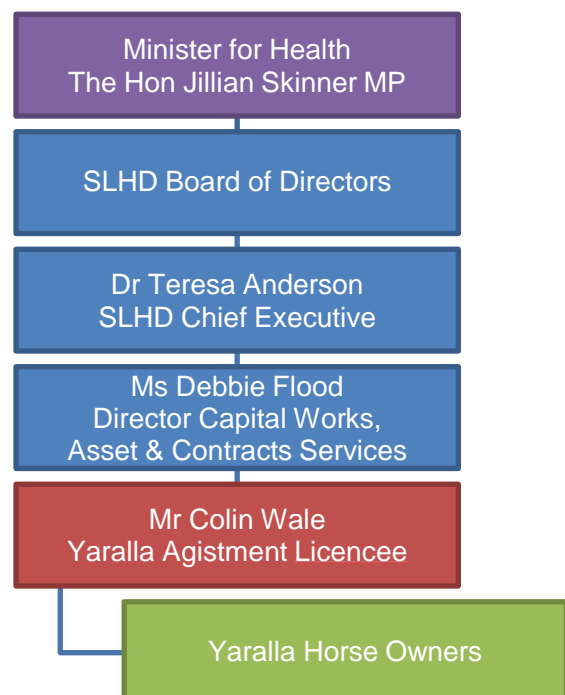 Minister for Health
The Hon Jillian Skinner MP
SLHD Board of Directors
Dr Teresa Anderson
SLHD Chief Executive
Ms Debbie Flood
Director Capital Works,
Asset & Contracts Services
Mr Colin Wale
Yaralla Agistment Licencee
Yaralla Horse Owners